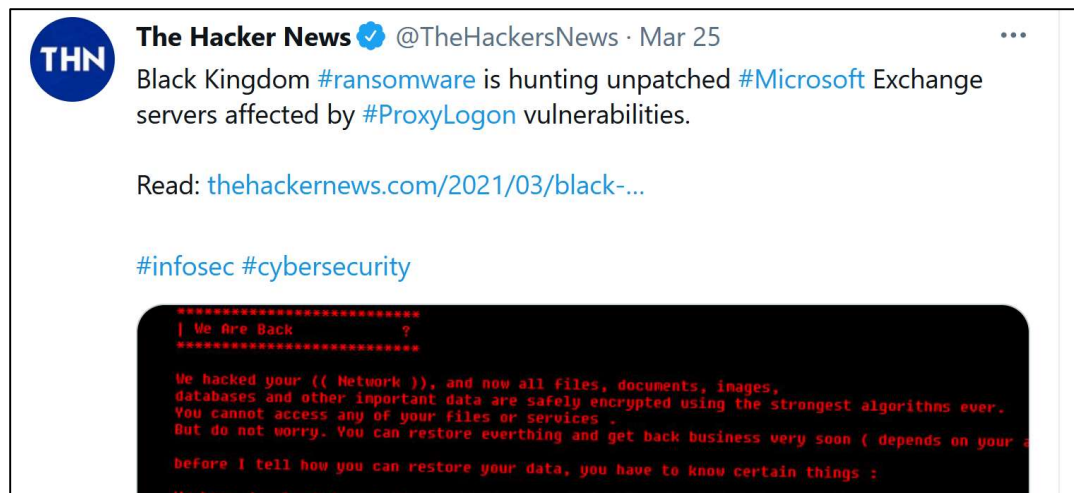 THN
The Hacker News @TheHackersNews · Mar 25
Black Kingdom #ransomware is hunting unpatched #Microsoft Exchange
servers affected by #ProxyLogon vulnerabilities.
Read: thehackernews.com/2021/03/black-...
#infosec #cybersecurity
****************************
| We Are Back ?
****************************
We hacked your (( Network )), and now all files, documents, images,
databases and other important data are safely encrypted using the strongest algorithms ever.
You cannot access any of your files or services .
But do not worry. You can restore everthing and get back business very soon ( depends on your a
before I tell how you can restore your data, you have to know certain things :